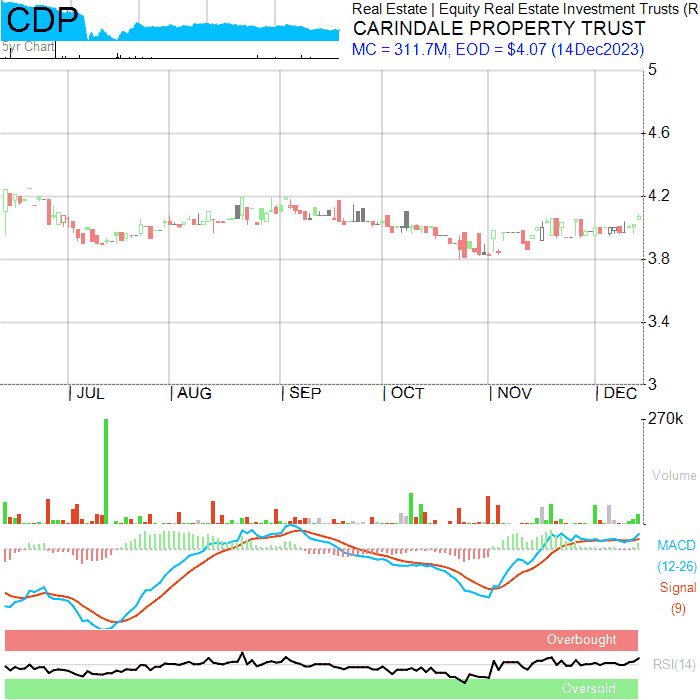 CDP
5yr Chart
Real Estate | Equity Real Estate Investment Trusts (R
CARINDALE PROPERTY TRUST
MC = 311.7M, EOD = $4.07 (14Dec2023)
5
4.6
4.2
3.8
3.4
3
JUL AUG SEP OCT NOV DEC
270k
Volume
MACD
(12-26)
Signal
(9)
Overbought
RSI(14)
Oversold